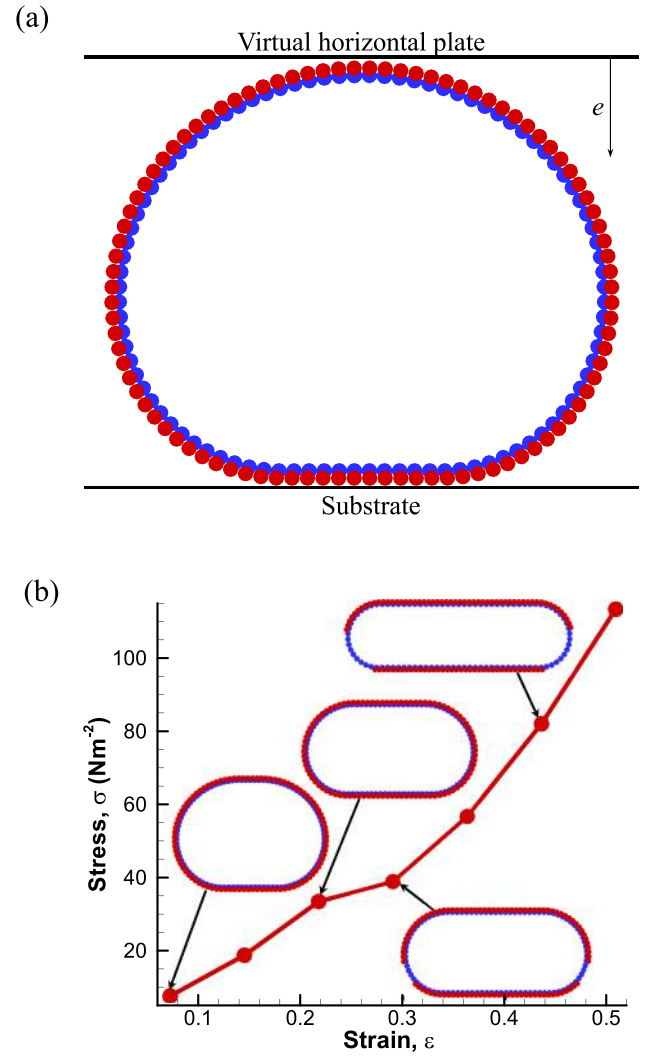 (a)
Virtual horizontal plate
e
Substrate
(b)
100
80
60
40
20
Stress, σ (Nm⁻²)
0.1 0.2 0.3 0.4 0.5
Strain, ε